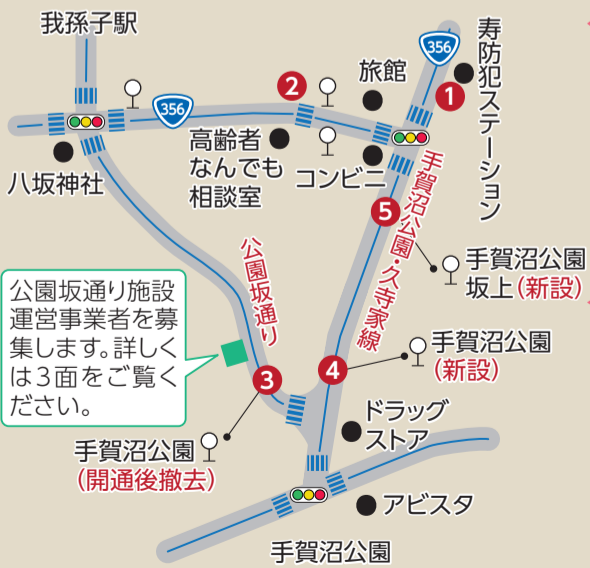 我孫子駅
356
寿防犯ステーション
旅館
1
2
356
高齢者
なんでも
相談室
コンビニ
八坂神社
手賀沼公園・久寺家線
5
手賀沼公園
坂上(新設)
公園坂通り
公園坂通り施設
運営事業者を募
集します。詳しく
は3面をご覧く
ださい。
手賀沼公園
(新設)
4
3
ドラッグ
ストア
手賀沼公園
(開通後撤去)
アビスタ
手賀沼公園